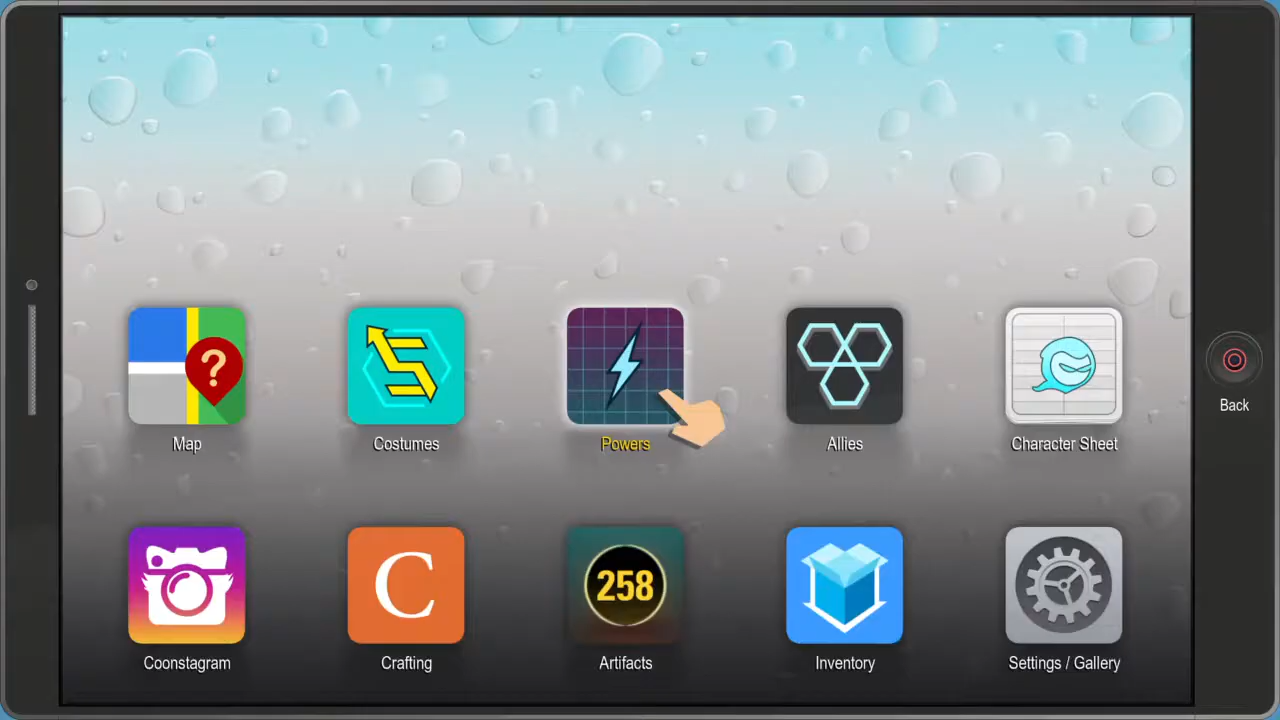 ?
Map
Costumes
Powers
Allies
Character Sheet
Back
Coonstagram
C
Crafting
258
Artifacts
Inventory
Settings / Gallery